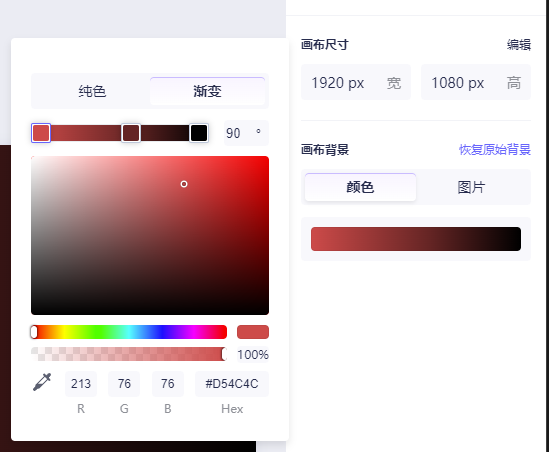 纯色 渐变
90 °
100%
213 76 76 #D54C4C
R G B Hex
画布尺寸 编辑
1920 px 宽 1080 px 高
画布背景 恢复原始背景
颜色 图片